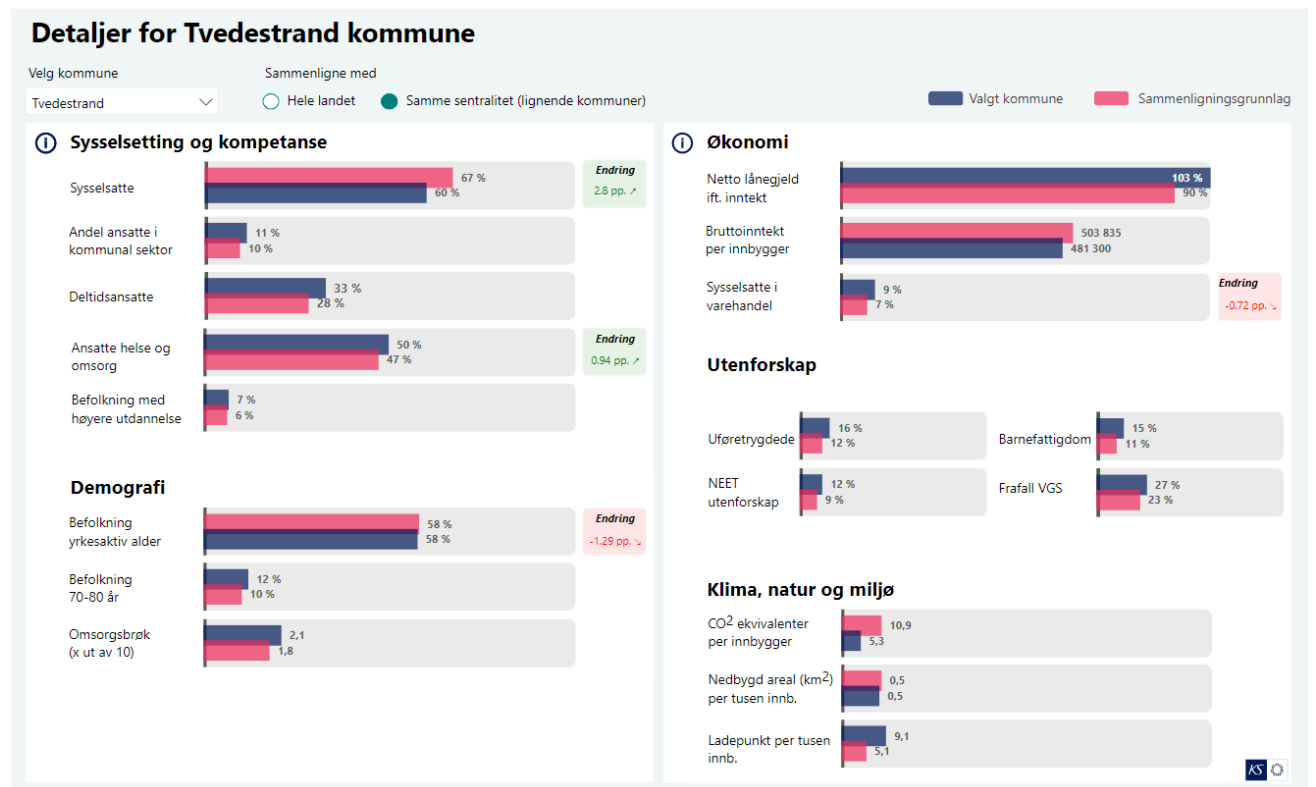 Detaljer for Tvedestrand kommune
Velg kommune
Sammenligne med
Tvedestrand
Hele landet
Samme sentralitet (lignende kommuner)
Valgt kommune
Sammenligningsgrunnlag
Sysselsetting og kompetanse
Sysselsatte
67 %
60 %
Endring
2.8 pp. ↗
Andel ansatte i
kommunal sektor
11 %
10 %
Deltidsansatte
33 %
28 %
Ansatte helse og
omsorg
50 %
47 %
Endring
0.94 pp. ↗
Befolkning med
høyere utdannelse
7 %
6 %
Demografi
Befolkning
yrkesaktiv alder
58 %
58 %
Endring
-1.29 pp. ↘
Befolkning
70-80 år
12 %
10 %
Omsorgsbrøk
(x ut av 10)
2,1
1,8
Økonomi
Netto lånegjeld
ift. inntekt
103 %
90 %
Bruttoinntekt
per innbygger
503 835
481 300
Sysselsatte i
varehandel
9 %
7 %
Endring
-0.72 pp. ↘
Utenforskap
Uføretrygdede
16 %
12 %
Barnefattigdom
15 %
11 %
NEET
utenforskap
12 %
9 %
Frafall VGS
27 %
23 %
Klima, natur og miljø
CO² ekvivalenter
per innbygger
10,9
5,3
Nedbygd areal (km²)
per tusen innb.
0,5
0,5
Ladepunkt per tusen
innb.
9,1
5,1
KS